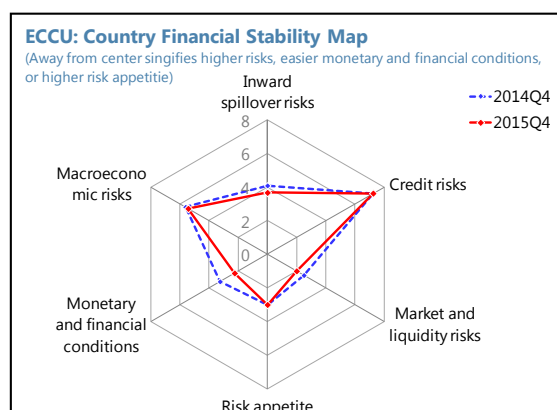 ECCU: Country Financial Stability Map
(Away from center singifies higher risks, easier monetary and financial conditions,
or higher risk appetitie)
Inward
spillover risks
2014Q4
2015Q4
8
6
4
2
0
Macroecono
mic risks
Credit risks
Monetary
and financial
conditions
Market and
liquidity risks
Risk appetite